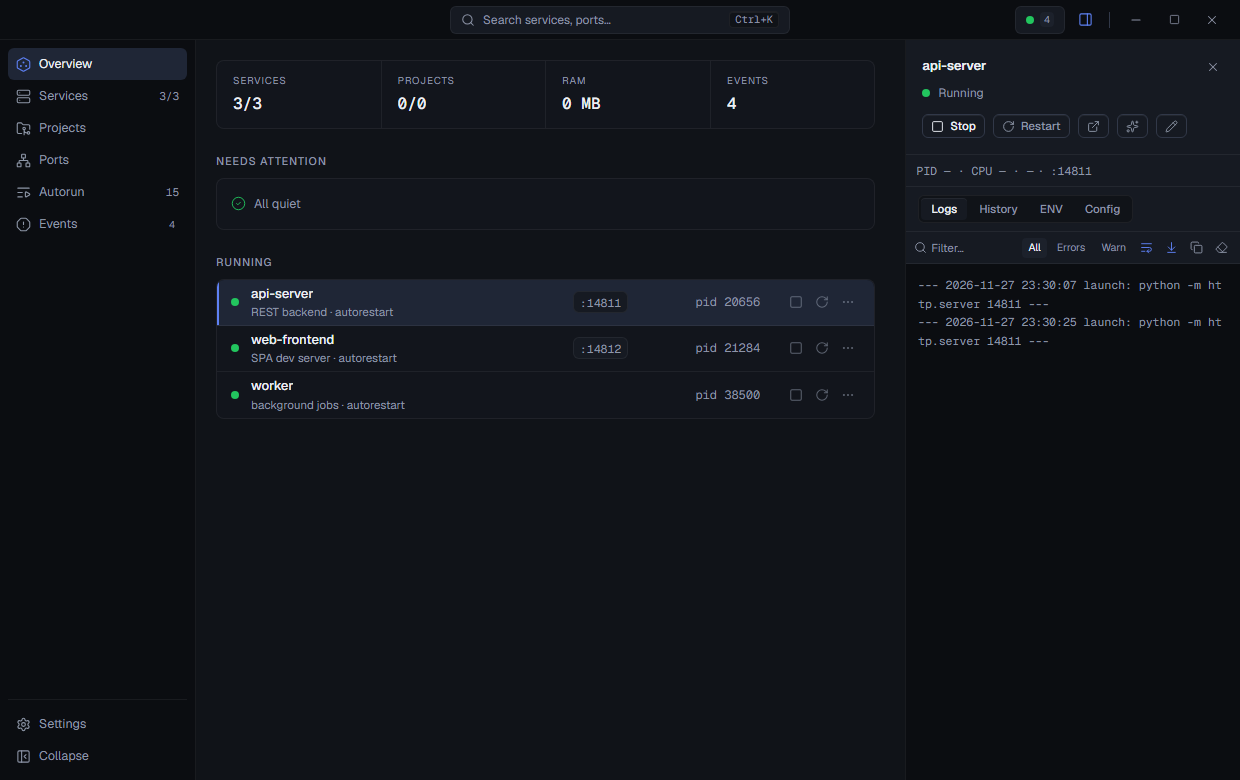 Search services, ports... Ctrl+K
4
Overview
Services 3/3
Projects
Ports
Autorun 15
Events 4
Settings
Collapse
SERVICES PROJECTS RAM EVENTS
3/3 0/0 0 MB 4
NEEDS ATTENTION
All quiet
RUNNING
api-server
REST backend · autorestart
:14811 pid 20656
web-frontend
SPA dev server · autorestart
:14812 pid 21284
worker
background jobs · autorestart
pid 38500
api-server
Running
Stop Restart
PID — · CPU — · — · :14811
Logs History ENV Config
Filter... All Errors Warn
--- 2026-11-27 23:30:07 launch: python -m ht
tp.server 14811 ---
--- 2026-11-27 23:30:25 launch: python -m ht
tp.server 14811 ---